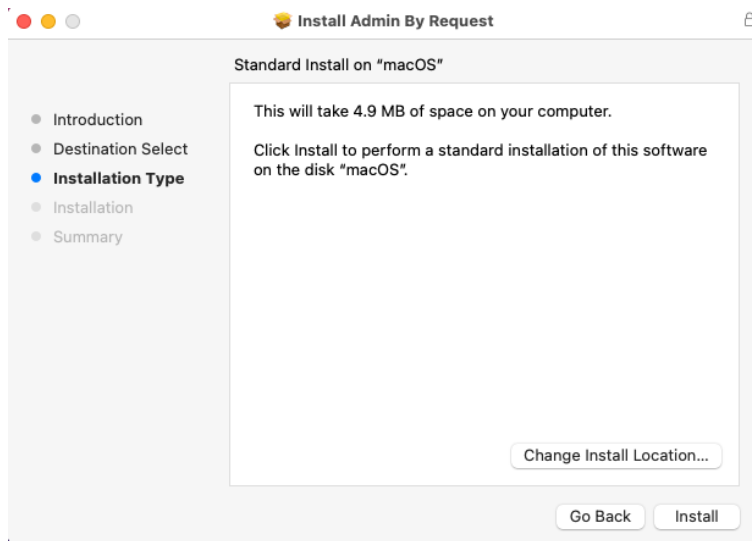 Install Admin By Request
Standard Install on “macOS”
Introduction
Destination Select
Installation Type
Installation
Summary
This will take 4.9 MB of space on your computer.
Click Install to perform a standard installation of this software
on the disk “macOS”.
Change Install Location...
Go Back
Install